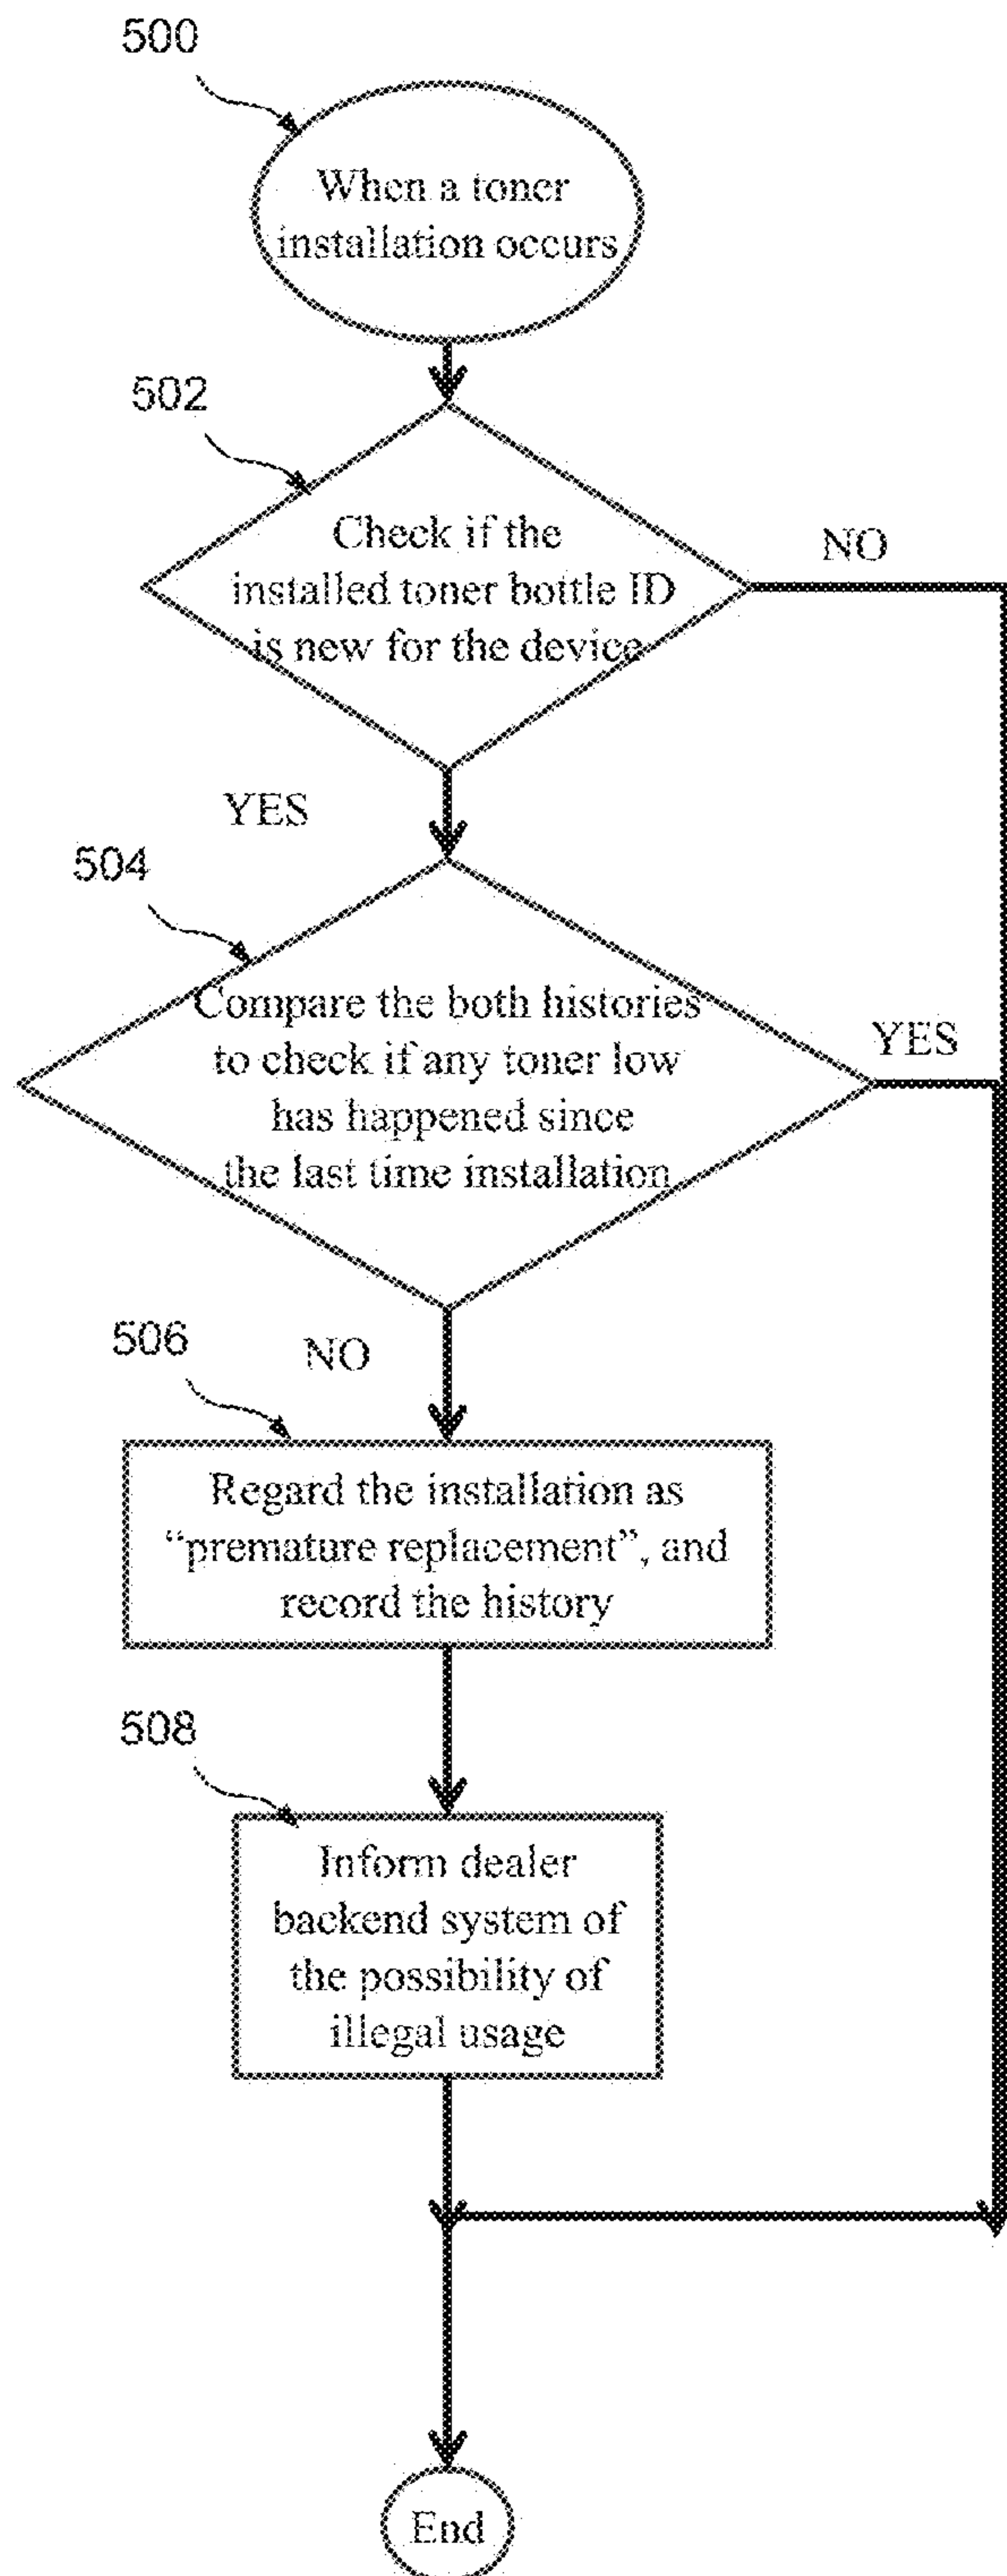 500
When a toner
installation occurs
502
Check if the
installed toner bottle ID
is new for the device
NO
YES
504
Compare the both histories
to check if any toner low
has happened since
the last time installation
YES
NO
506
Regard the installation as
“premature replacement”, and
record the history
508
Inform dealer
backend system of
the possibility of
illegal usage
End